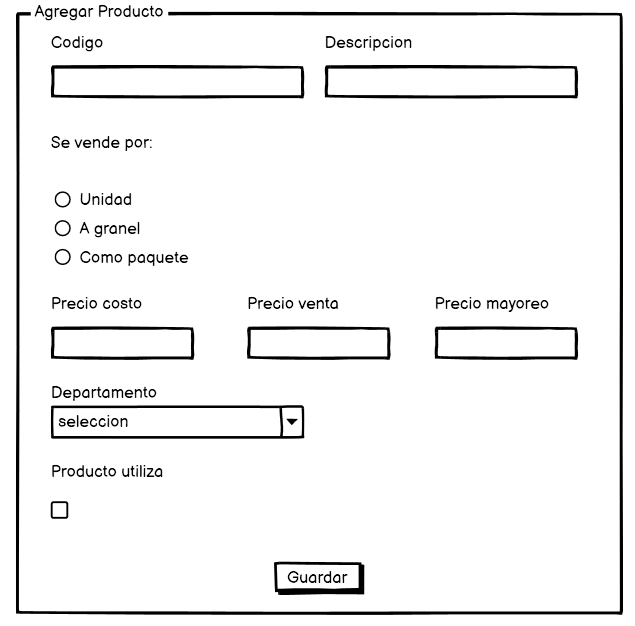 Agregar Producto
Codigo Descripcion
Se vende por:
Unidad
A granel
Como paquete
Precio costo Precio venta Precio mayoreo
Departamento
seleccion
Producto utiliza
Guardar